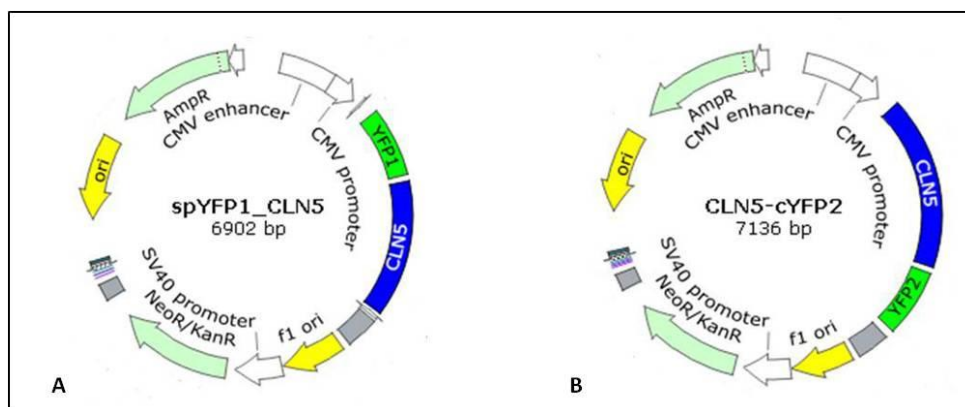 AmpR
CMV enhancer
CMV promoter
YFP1
CLN5
ori
spYFP1_CLN5
6902 bp
SV40 promoter
NeoR/KanR
f1 ori
A
AmpR
CMV enhancer
CMV promoter
CLN5
YFP2
ori
CLN5-cYFP2
7136 bp
SV40 promoter
NeoR/KanR
f1 ori
B